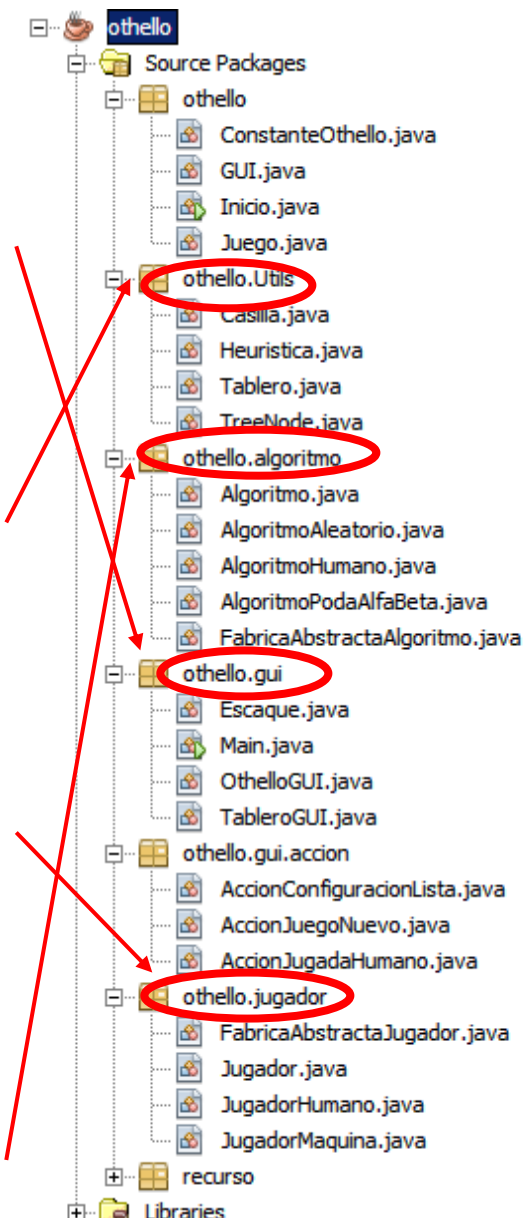 othello
Source Packages
othello
ConstanteOthello.java
GUI.java
Inicio.java
Juego.java
othello.Utils
Casilla.java
Heuristica.java
Tablero.java
TreeNode.java
othello.algoritmo
Algoritmo.java
AlgoritmoAleatorio.java
AlgoritmoHumano.java
AlgoritmoPodaAlfaBeta.java
FabricaAbstractaAlgoritmo.java
othello.gui
Escaque.java
Main.java
OthelloGUI.java
TableroGUI.java
othello.gui.accion
AccionConfiguracionLista.java
AccionJuegoNuevo.java
AccionJugadaHumano.java
othello.jugador
FabricaAbstractaJugador.java
Jugador.java
JugadorHumano.java
JugadorMaquina.java
recurso
Libraries